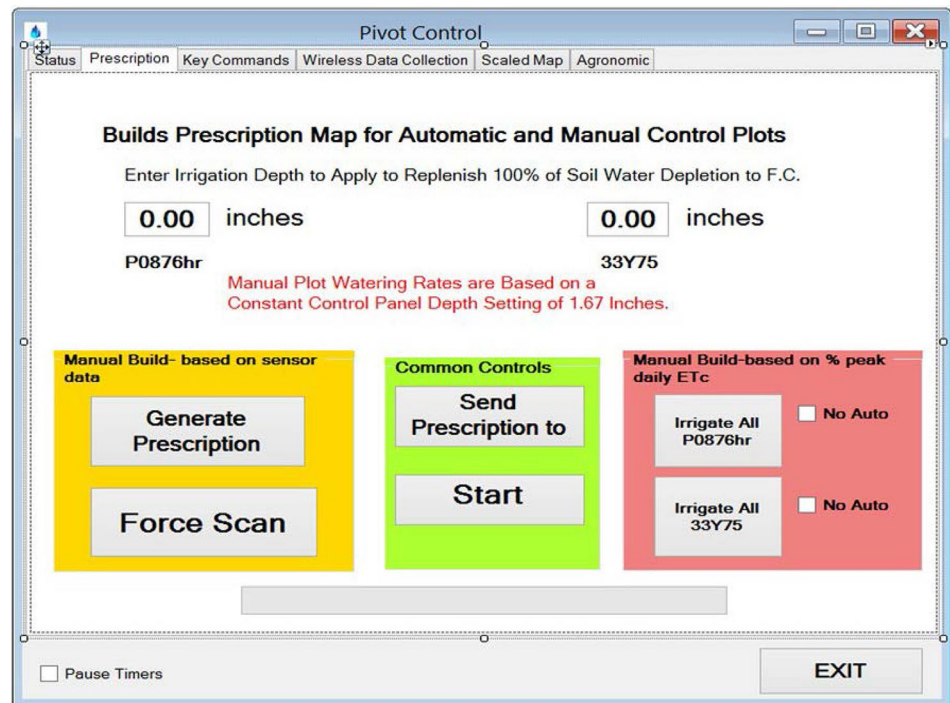 Pivot Control
Status Prescription Key Commands Wireless Data Collection Scaled Map Agronomic
Builds Prescription Map for Automatic and Manual Control Plots
Enter Irrigation Depth to Apply to Replenish 100% of Soil Water Depletion to F.C.
0.00 inches 0.00 inches
P0876hr 33Y75
Manual Plot Watering Rates are Based on a
Constant Control Panel Depth Setting of 1.67 Inches.
Manual Build- based on sensor
data
Generate
Prescription
Force Scan
Common Controls
Send
Prescription to
Start
Manual Build-based on % peak
daily ETc
Irrigate All
P0876hr
No Auto
Irrigate All
33Y75
No Auto
Pause Timers
EXIT